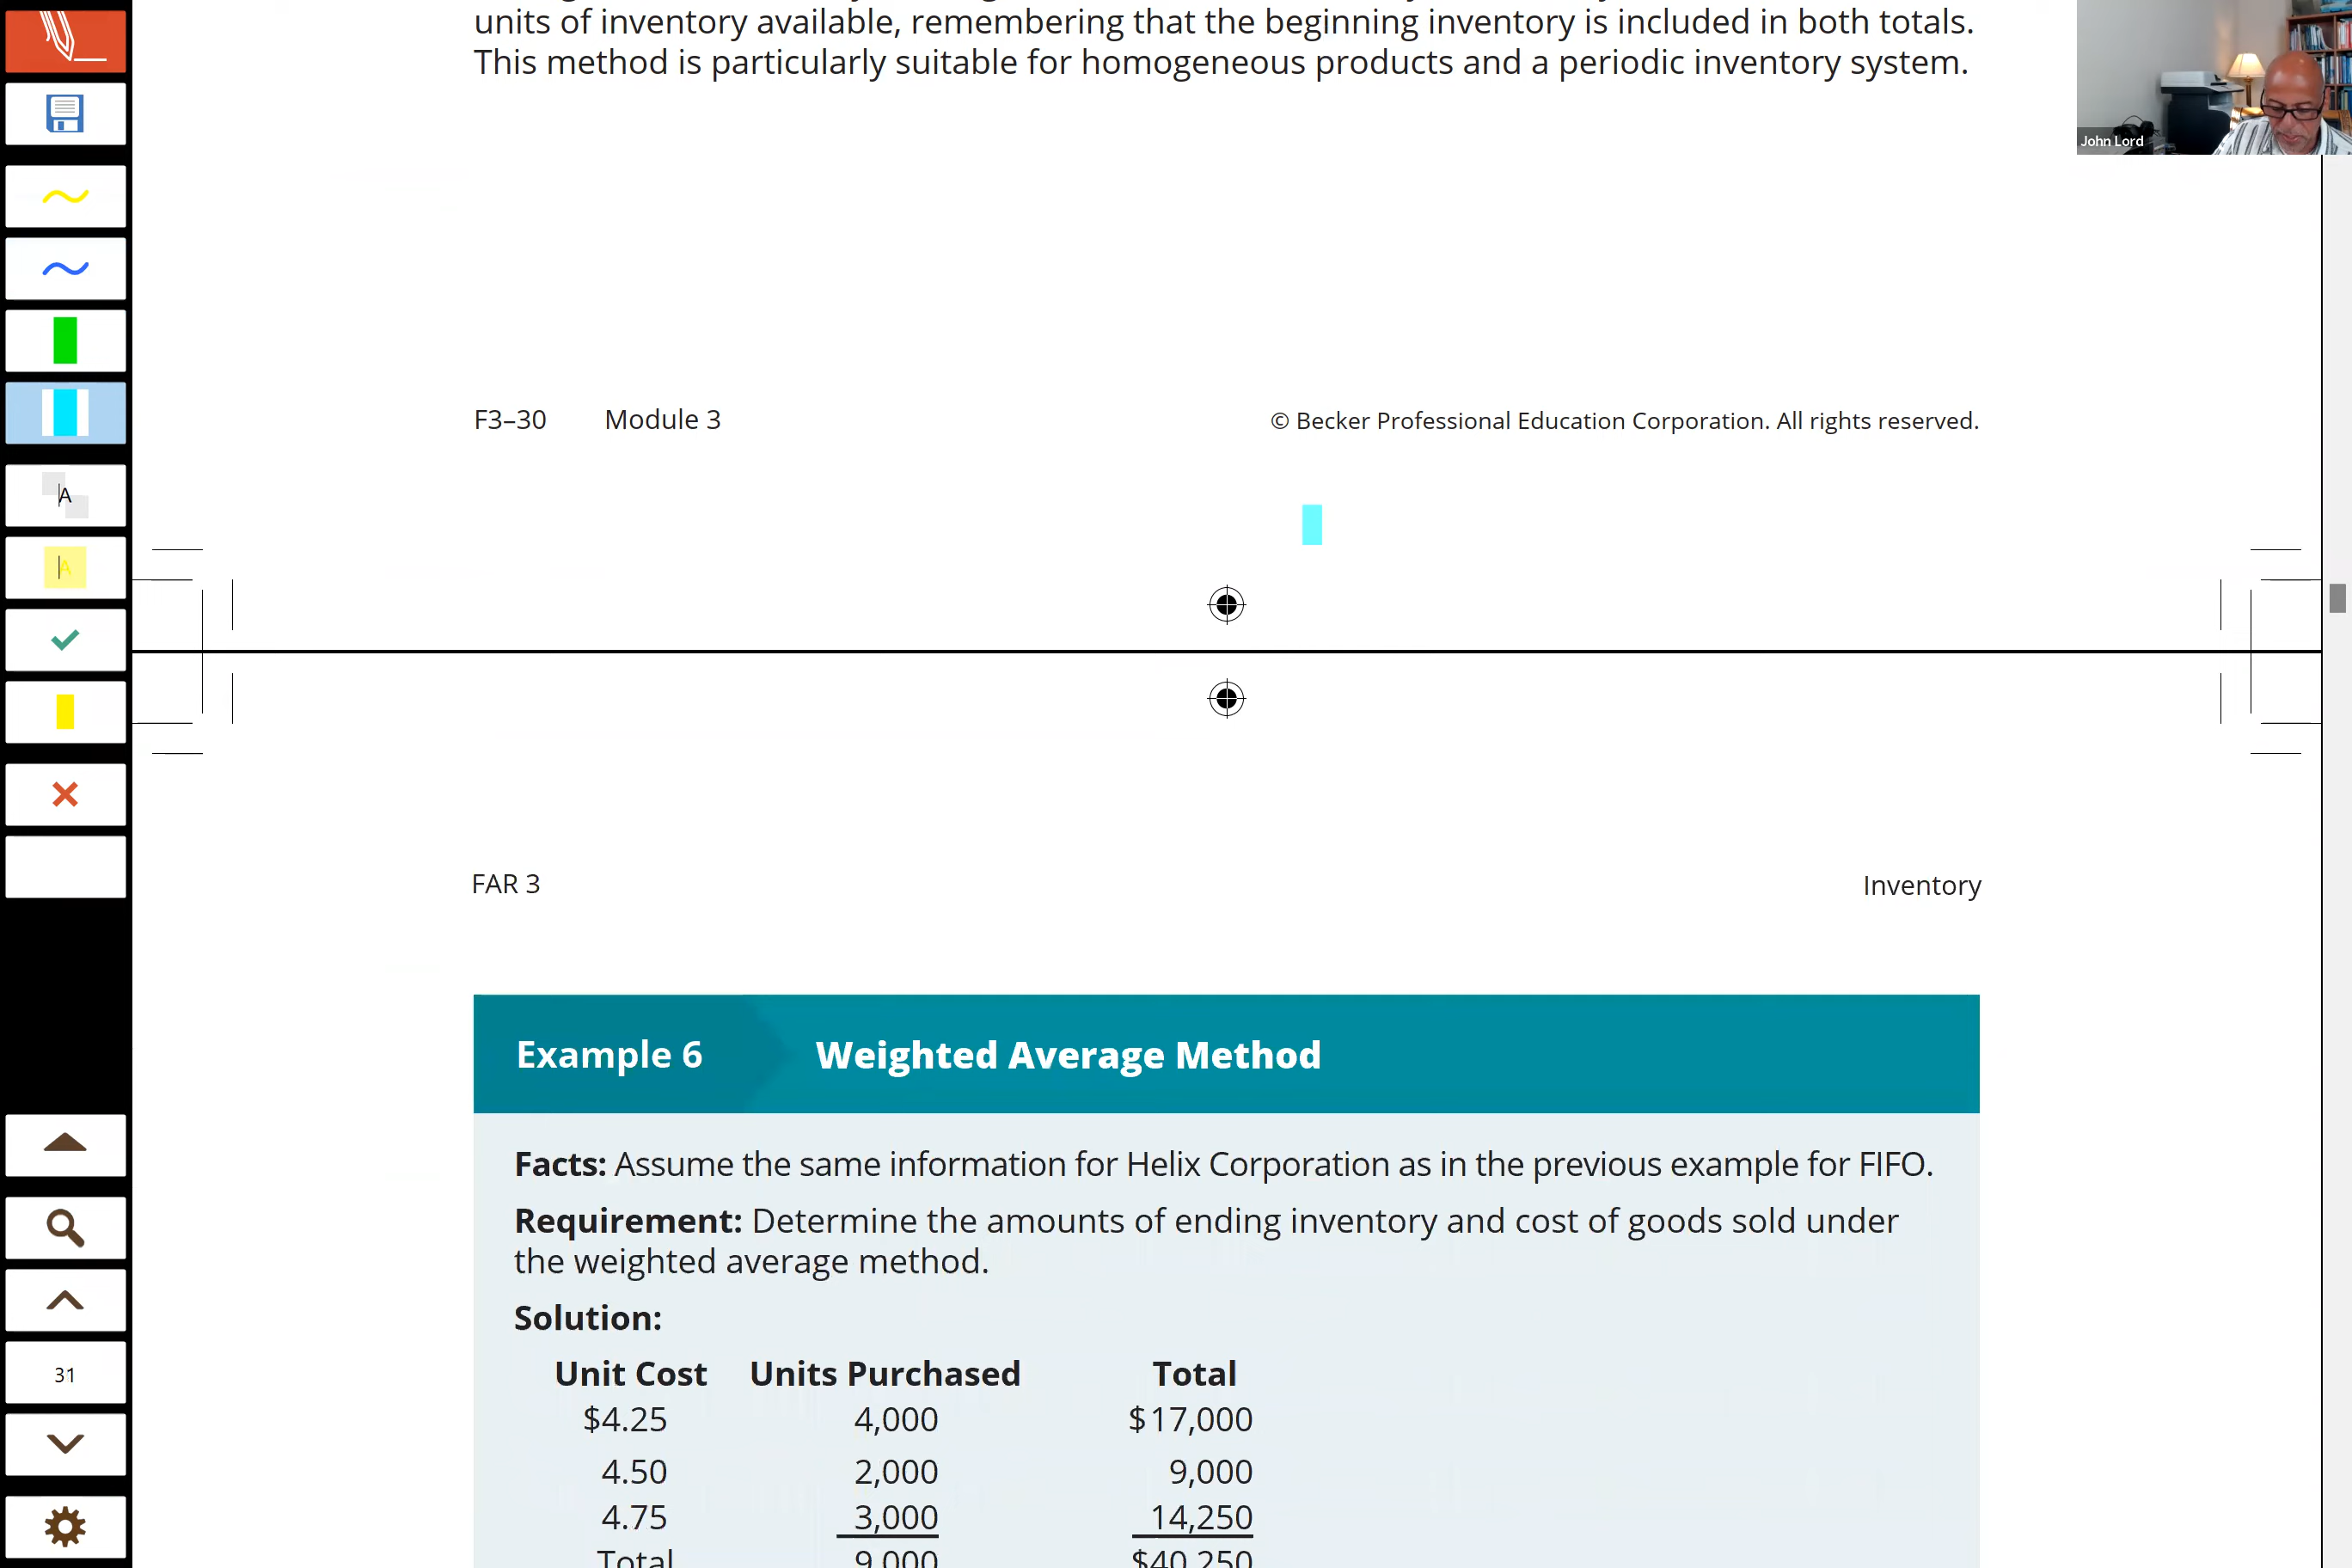 units of inventory available, remembering that the beginning inventory is included in both totals.
This method is particularly suitable for homogeneous products and a periodic inventory system.
John Lord
F3–30 Module 3 © Becker Professional Education Corporation. All rights reserved.
A
A
FAR 3 Inventory
Example 6 Weighted Average Method
Facts: Assume the same information for Helix Corporation as in the previous example for FIFO.
Requirement: Determine the amounts of ending inventory and cost of goods sold under
the weighted average method.
Solution:
Unit Cost Units Purchased Total
$4.25 4,000 $17,000
4.50 2,000 9,000
4.75 3,000 14,250
Total 9,000 $40,250
31